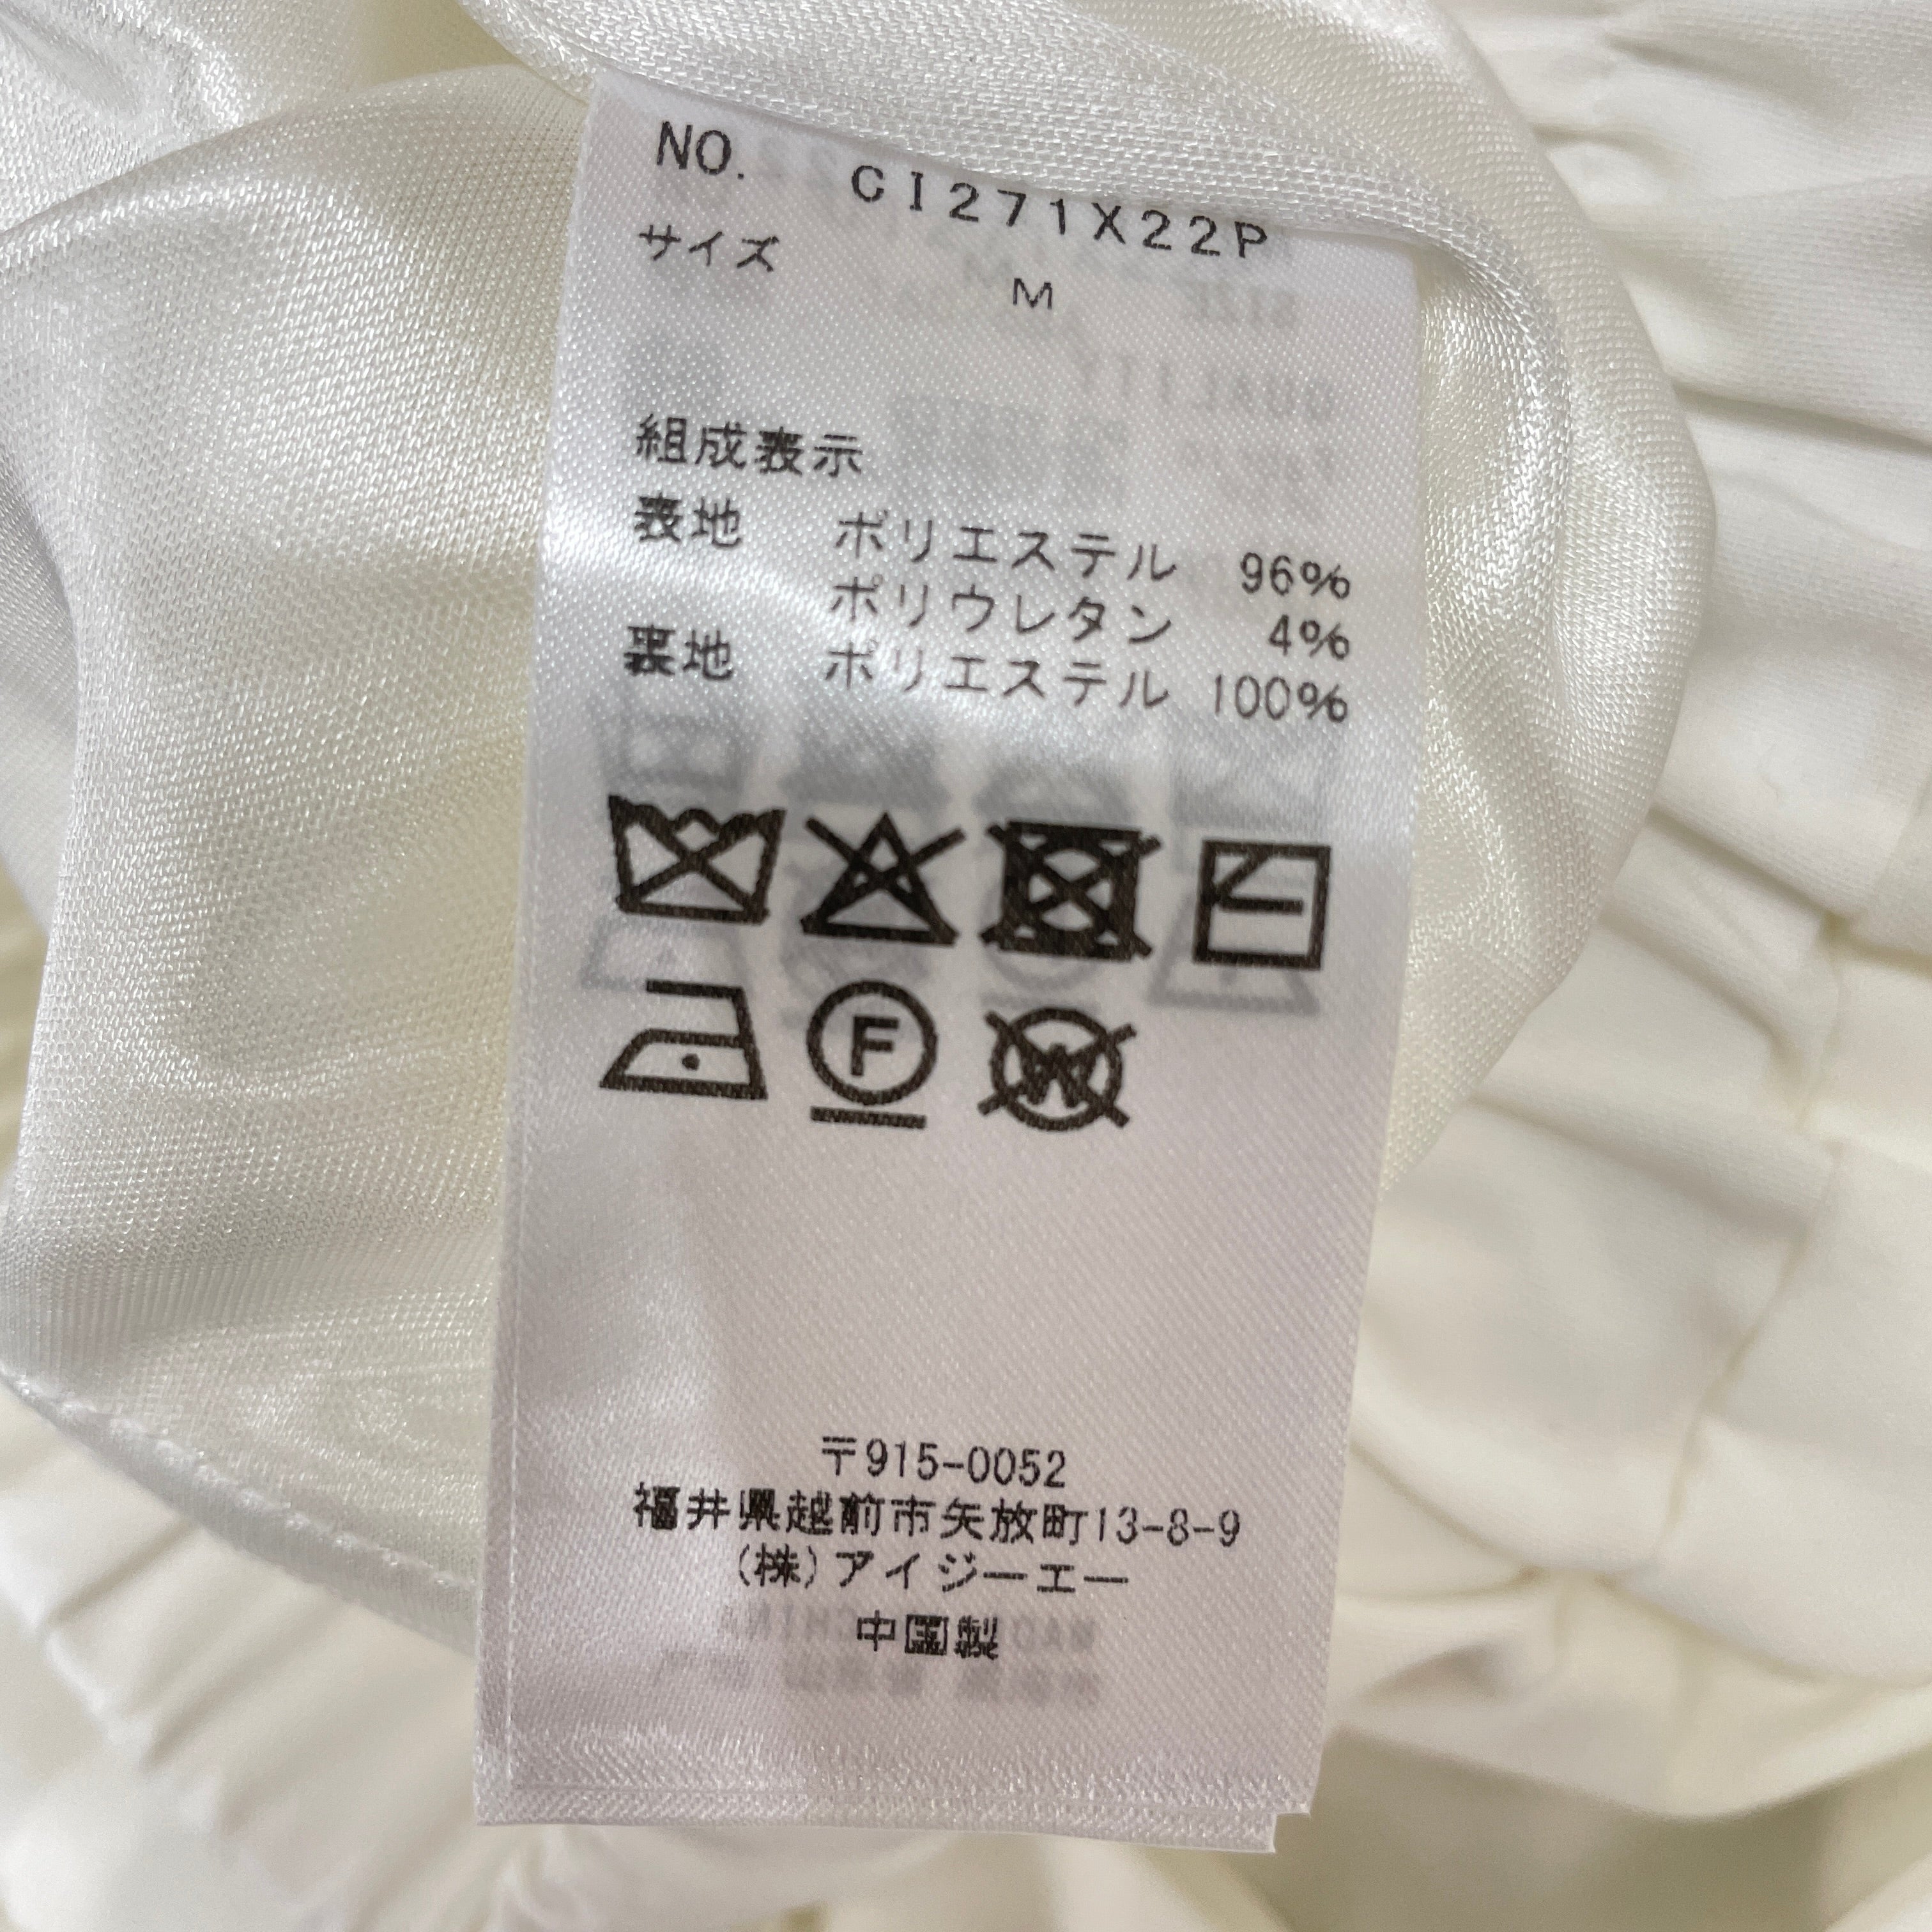 NO. CI271X22P
サイズ M
組成表示
表地 ポリエステル 96%
ポリウレタン 4%
裏地 ポリエステル 100%
F
W
〒915-0052
福井県越前市矢放町13-8-9
(株)アイジーエー
中国製